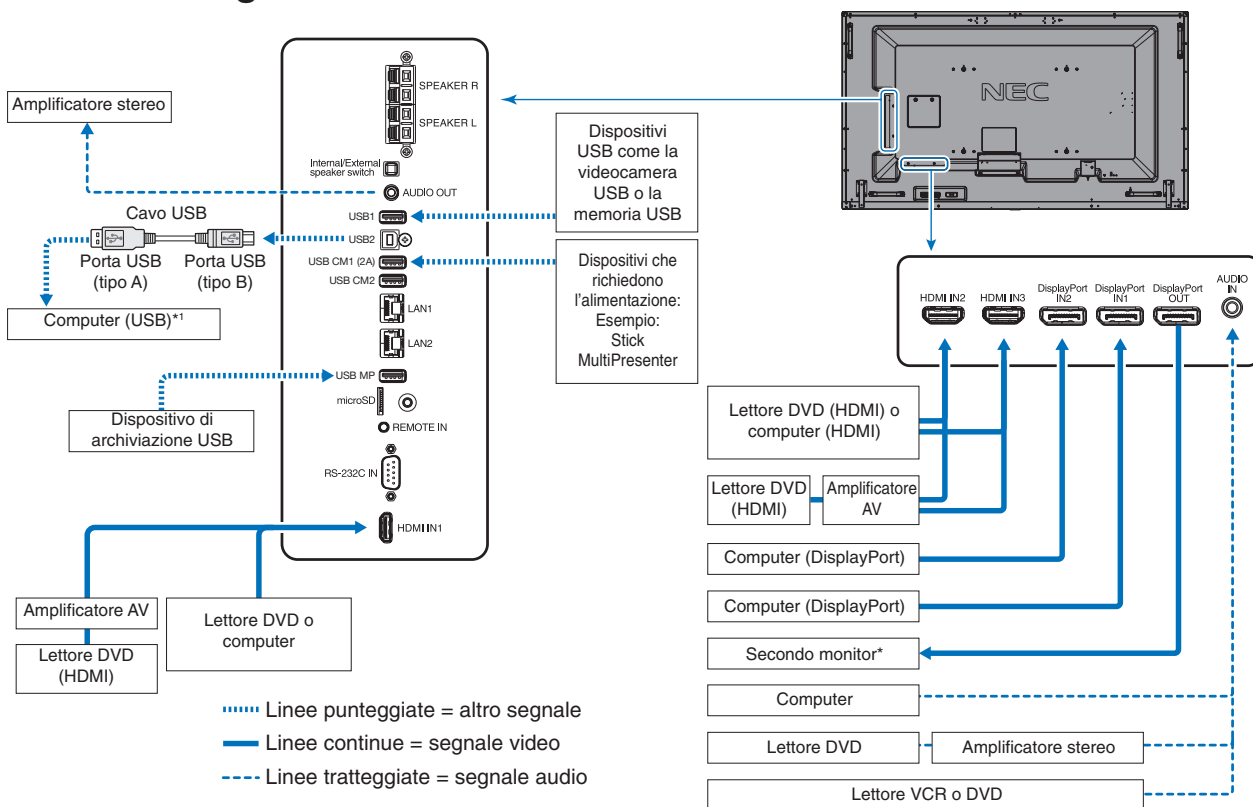 SPEAKER R
SPEAKER L
Internal/External
speaker switch
AUDIO OUT
USB1
USB2
USB CM1 (2A)
USB CM2
LAN1
LAN2
USB MP
microSD
REMOTE IN
RS-232C IN
HDMI IN1
Amplificatore stereo
Cavo USB
Porta USB
(tipo A)
Porta USB
(tipo B)
Computer (USB)*1
Dispositivo di
archiviazione USB
Amplificatore AV
Lettore DVD
(HDMI)
Lettore DVD o
computer
Dispositivi
USB come la
videocamera
USB o la
memoria USB
Dispositivi che
richiedono
l'alimentazione:
Esempio:
Stick
MultiPresenter
NEC
HDMI IN2
HDMI IN3
DisplayPort
IN2
DisplayPort
IN1
DisplayPort
OUT
AUDIO
IN
Lettore DVD (HDMI) o
computer (HDMI)
Lettore DVD
(HDMI)
Amplificatore
AV
Computer (DisplayPort)
Computer (DisplayPort)
Secondo monitor*
Computer
Lettore DVD
Amplificatore stereo
Lettore VCR o DVD
Linee punteggiate = altro segnale
Linee continue = segnale video
Linee tratteggiate = segnale audio